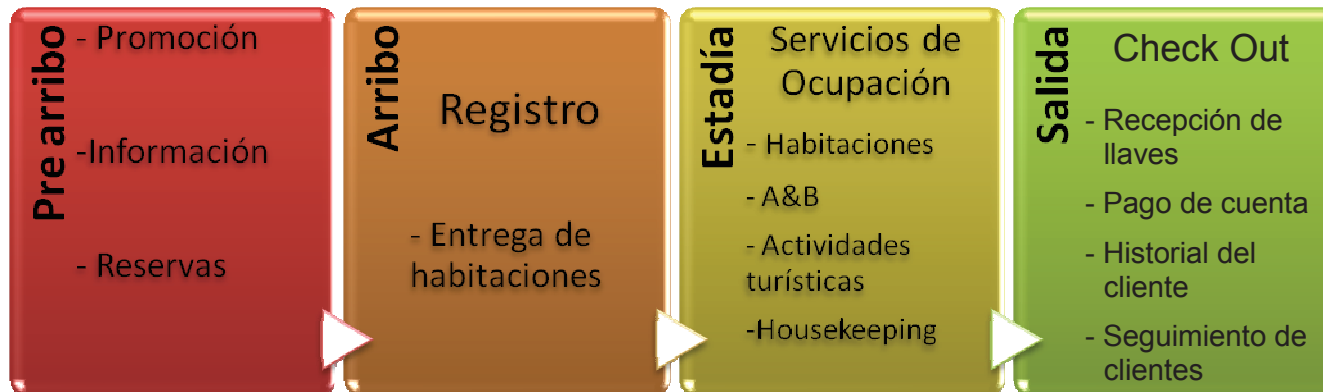 Pre arribo
- Promoción
-Información
- Reservas
Arribo
Registro
- Entrega de
habitaciones
Estadía
Servicios de
Ocupación
- Habitaciones
- A&B
- Actividades
turísticas
-Housekeeping
Salida
Check Out
- Recepción de
llaves
- Pago de cuenta
- Historial del
cliente
- Seguimiento de
clientes